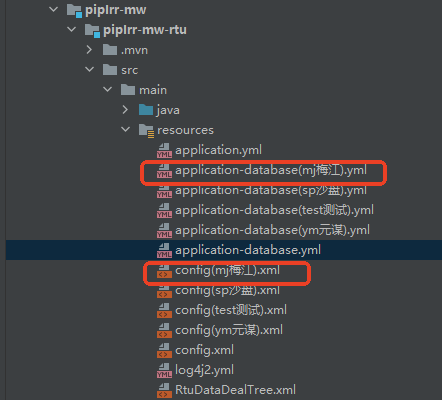 pipIrr-mw
pipIrr-mw-rtu
.mvn
src
main
java
resources
application.yml
application-database(mj梅江).yml
application-database(sp沙盘).yml
application-database(test测试).yml
application-database(ym元谋).yml
application-database.yml
config(mj梅江).xml
config(sp沙盘).xml
config(test测试).xml
config(ym元谋).xml
config.xml
log4j2.yml
RtuDataDealTree.xml